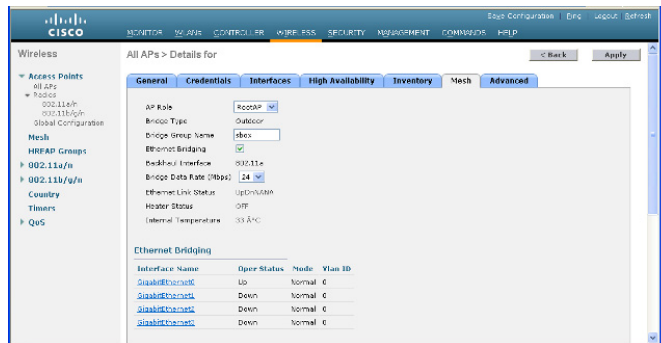 Save Configuration | Ping | Logout | Refresh
CISCO
MONITOR WLANs CONTROLLER WIRELESS SECURITY MANAGEMENT COMMANDS HELP
Wireless
All APs > Details for
< Back
Apply
Access Points
All APs
Radios
802.11a/n
802.11b/g/n
Global Configuration
Mesh
HREAP Groups
802.11a/n
802.11b/g/n
Country
Timers
QoS
General Credentials Interfaces High Availability Inventory Mesh Advanced
AP Role RootAP
Bridge Type Outdoor
Bridge Group Name sbox
Ethernet Bridging
Backhaul Interface 802.11a
Bridge Data Rate (Mbps) 24
Ethernet Link Status UpDnNANA
Heater Status OFF
Internal Temperature 33 Â°C
Ethernet Bridging
Interface Name Oper Status Mode Vlan ID
GigabitEthernet0 Up Normal 0
GigabitEthernet1 Down Normal 0
GigabitEthernet2 Down Normal 0
GigabitEthernet3 Down Normal 0